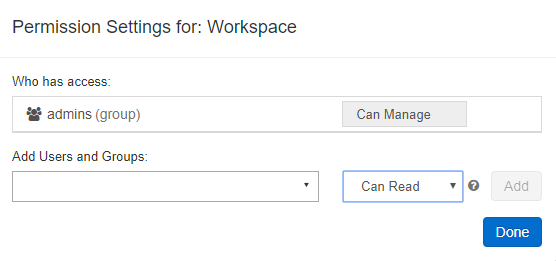 Permission Settings for: Workspace
Who has access:
admins (group) Can Manage
Add Users and Groups:
Can Read ? Add
Done